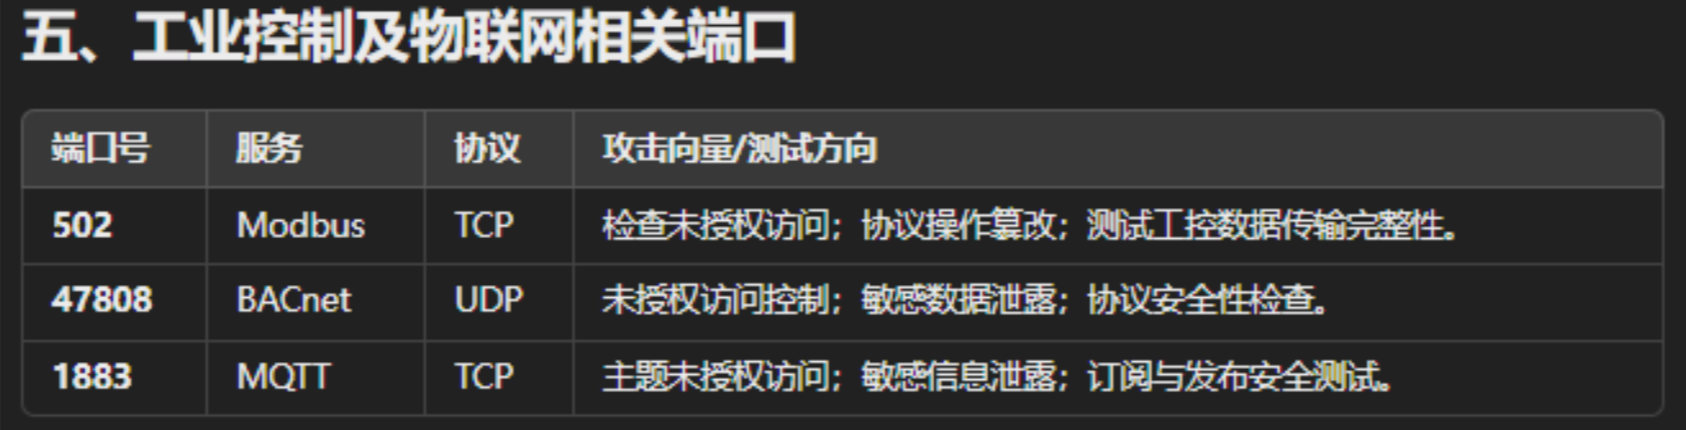 五、工业控制及物联网相关端口
端口号 服务 协议 攻击向量/测试方向
502 Modbus TCP 检查未授权访问；协议操作篡改；测试工控数据传输完整性。
47808 BACnet UDP 未授权访问控制；敏感数据泄露；协议安全性检查。
1883 MQTT TCP 主题未授权访问；敏感信息泄露；订阅与发布安全测试。